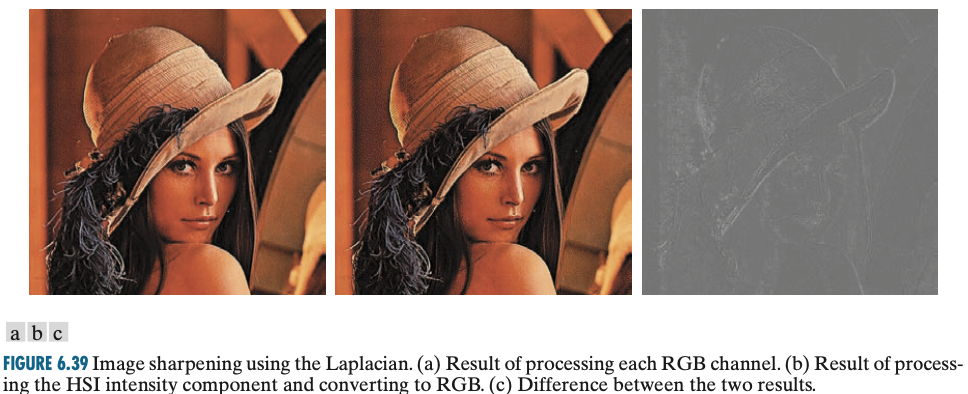 a b c
FIGURE 6.39 Image sharpening using the Laplacian. (a) Result of processing each RGB channel. (b) Result of process-
ing the HSI intensity component and converting to RGB. (c) Difference between the two results.